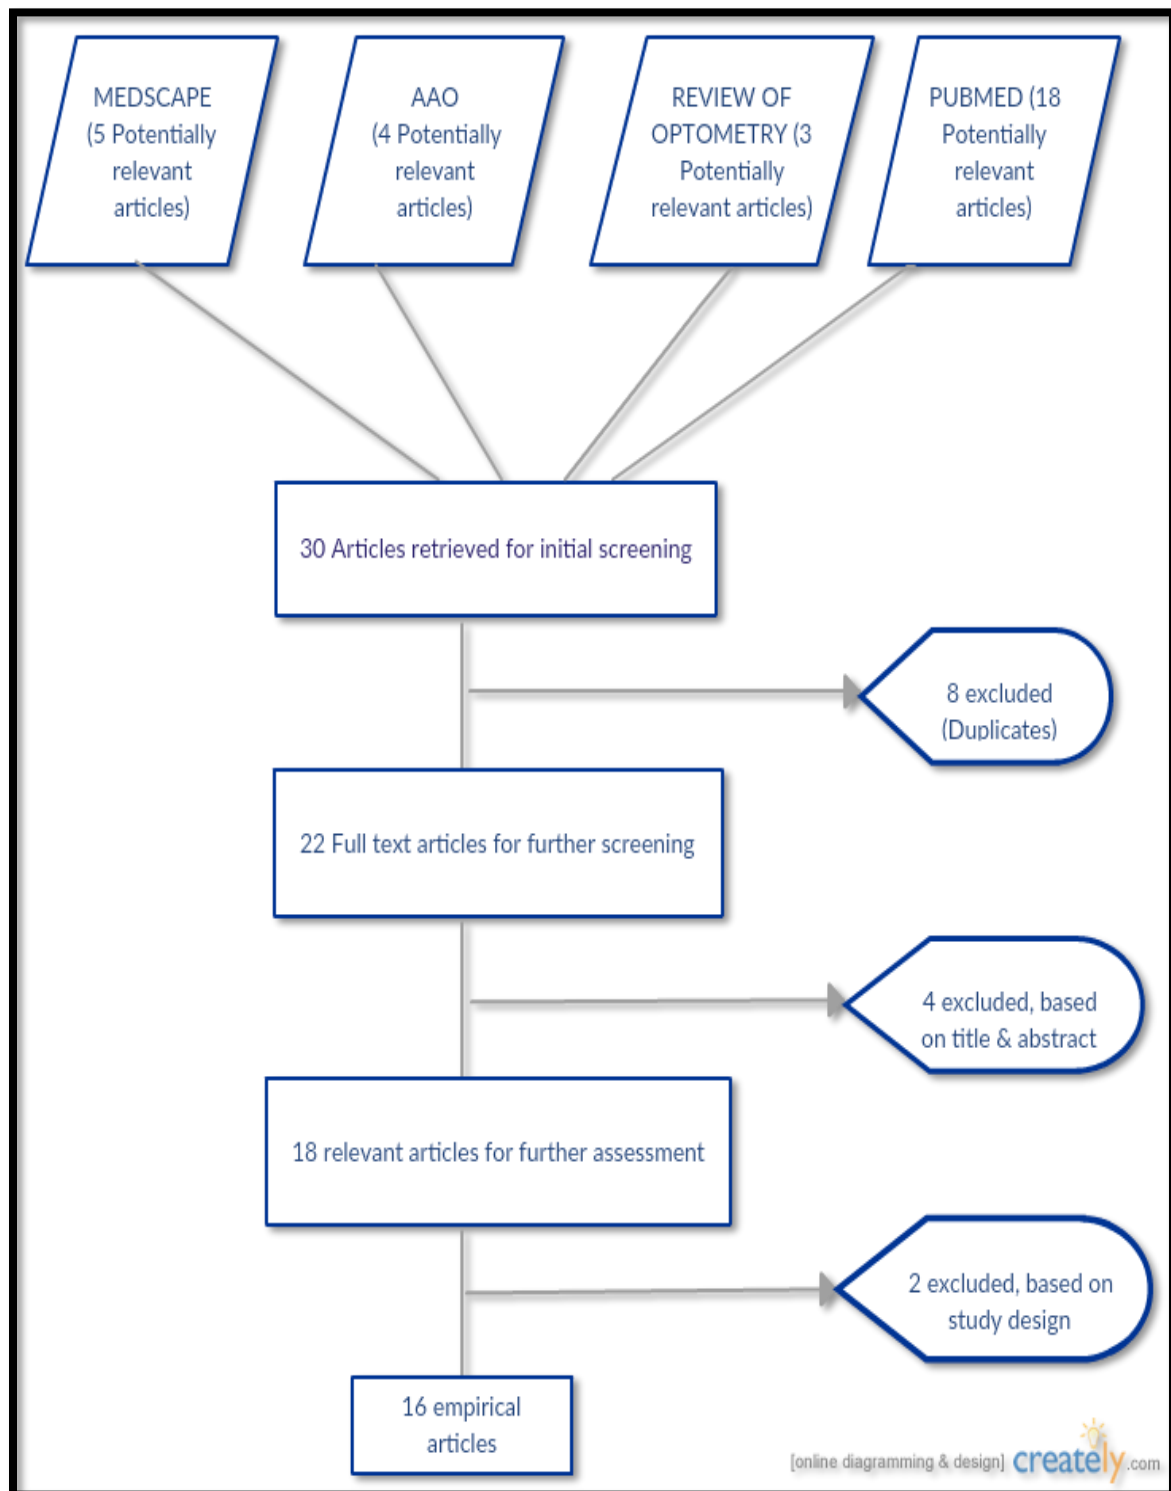 MEDSCAPE
(5 Potentially
relevant
articles)
AAO
(4 Potentially
relevant
articles)
REVIEW OF
OPTOMETRY (3
Potentially
relevant articles)
PUBMED (18
Potentially
relevant
articles)
30 Articles retrieved for initial screening
8 excluded
(Duplicates)
22 Full text articles for further screening
4 excluded, based
on title & abstract
18 relevant articles for further assessment
2 excluded, based on
study design
16 empirical
articles
[online diagramming & design] creately.com